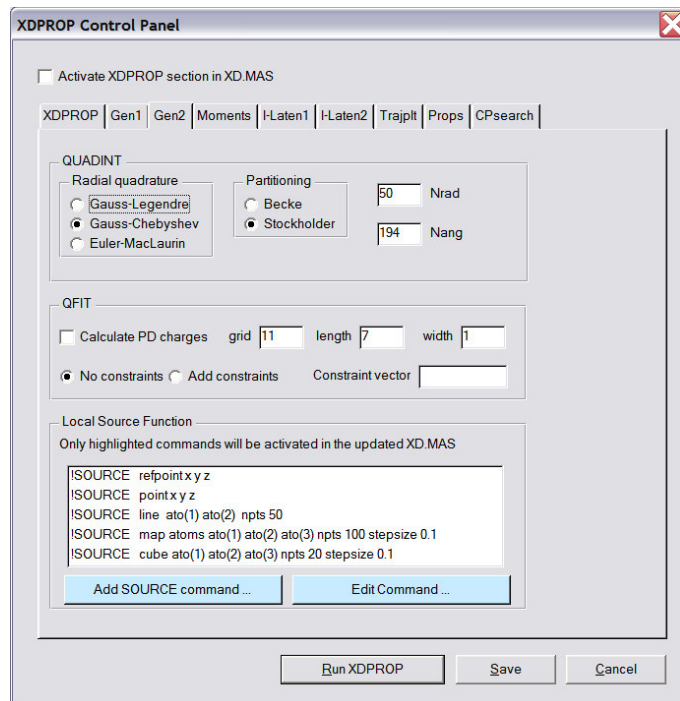 XDPROP Control Panel
Activate XDPROP section in XD.MAS
XDPROP Gen1 Gen2 Moments I-Laten1 I-Laten2 Trajplt Props CPsearch
QUADINT
Radial quadrature Partitioning
Gauss-Legendre Becke 50 Nrad
Gauss-Chebyshev Stockholder 194 Nang
Euler-MacLaurin
QFIT
Calculate PD charges grid 11 length 7 width 1
No constraints Add constraints Constraint vector
Local Source Function
Only highlighted commands will be activated in the updated XD.MAS
!SOURCE refpoint x y z
!SOURCE point x y z
!SOURCE line ato(1) ato(2) npts 50
!SOURCE map atoms ato(1) ato(2) ato(3) npts 100 stepsize 0.1
!SOURCE cube ato(1) ato(2) ato(3) npts 20 stepsize 0.1
Add SOURCE command ... Edit Command ...
Run XDPROP Save Cancel